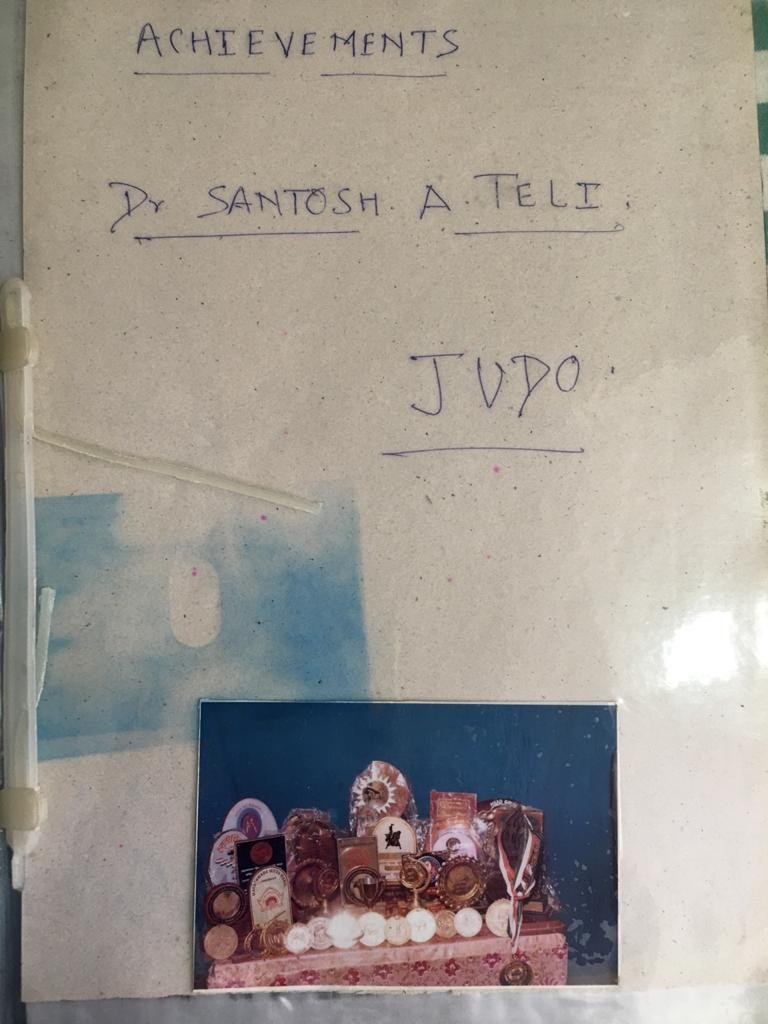 ACHIEVEMENTS
Dr SANTOSH. A. TELI.
JUDO.